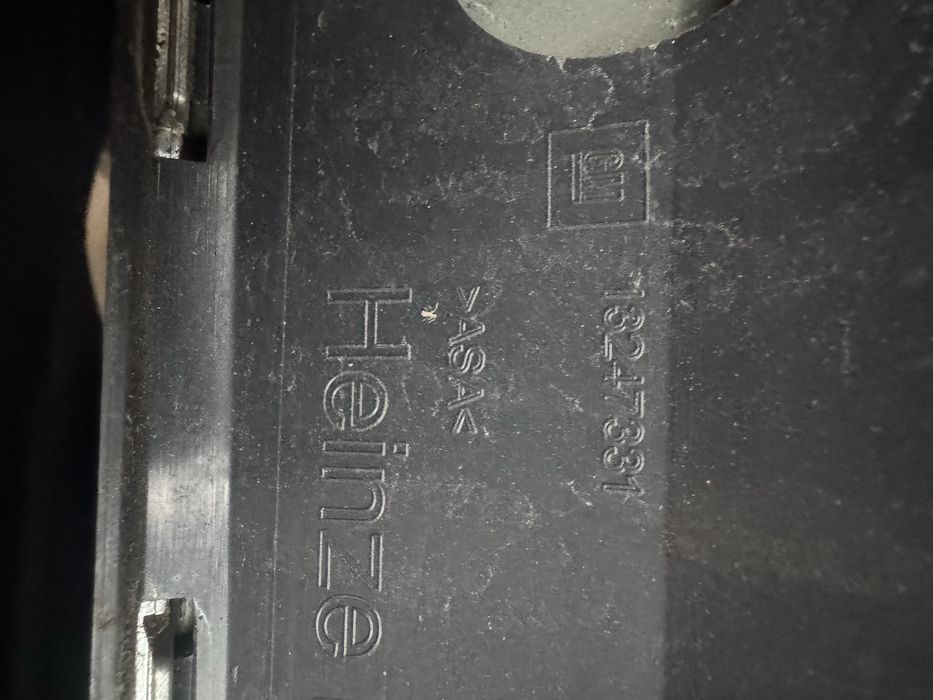 GM
13247331
>ASA<
Heinze